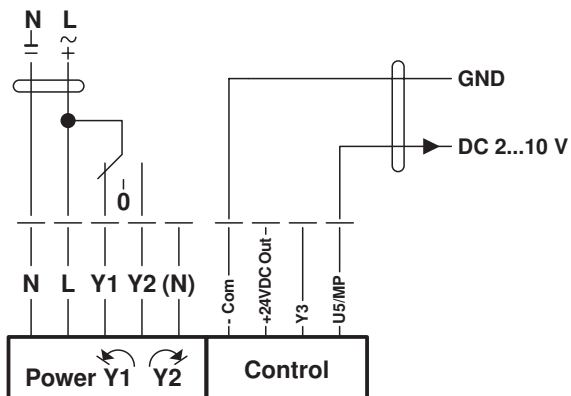 N L
⊥ ~
= +
GND
DC 2...10 V
0
N L Y1 Y2 (N)
- Com
+24VDC Out
Y3
U5/MP
Power Y1 Y2
Control